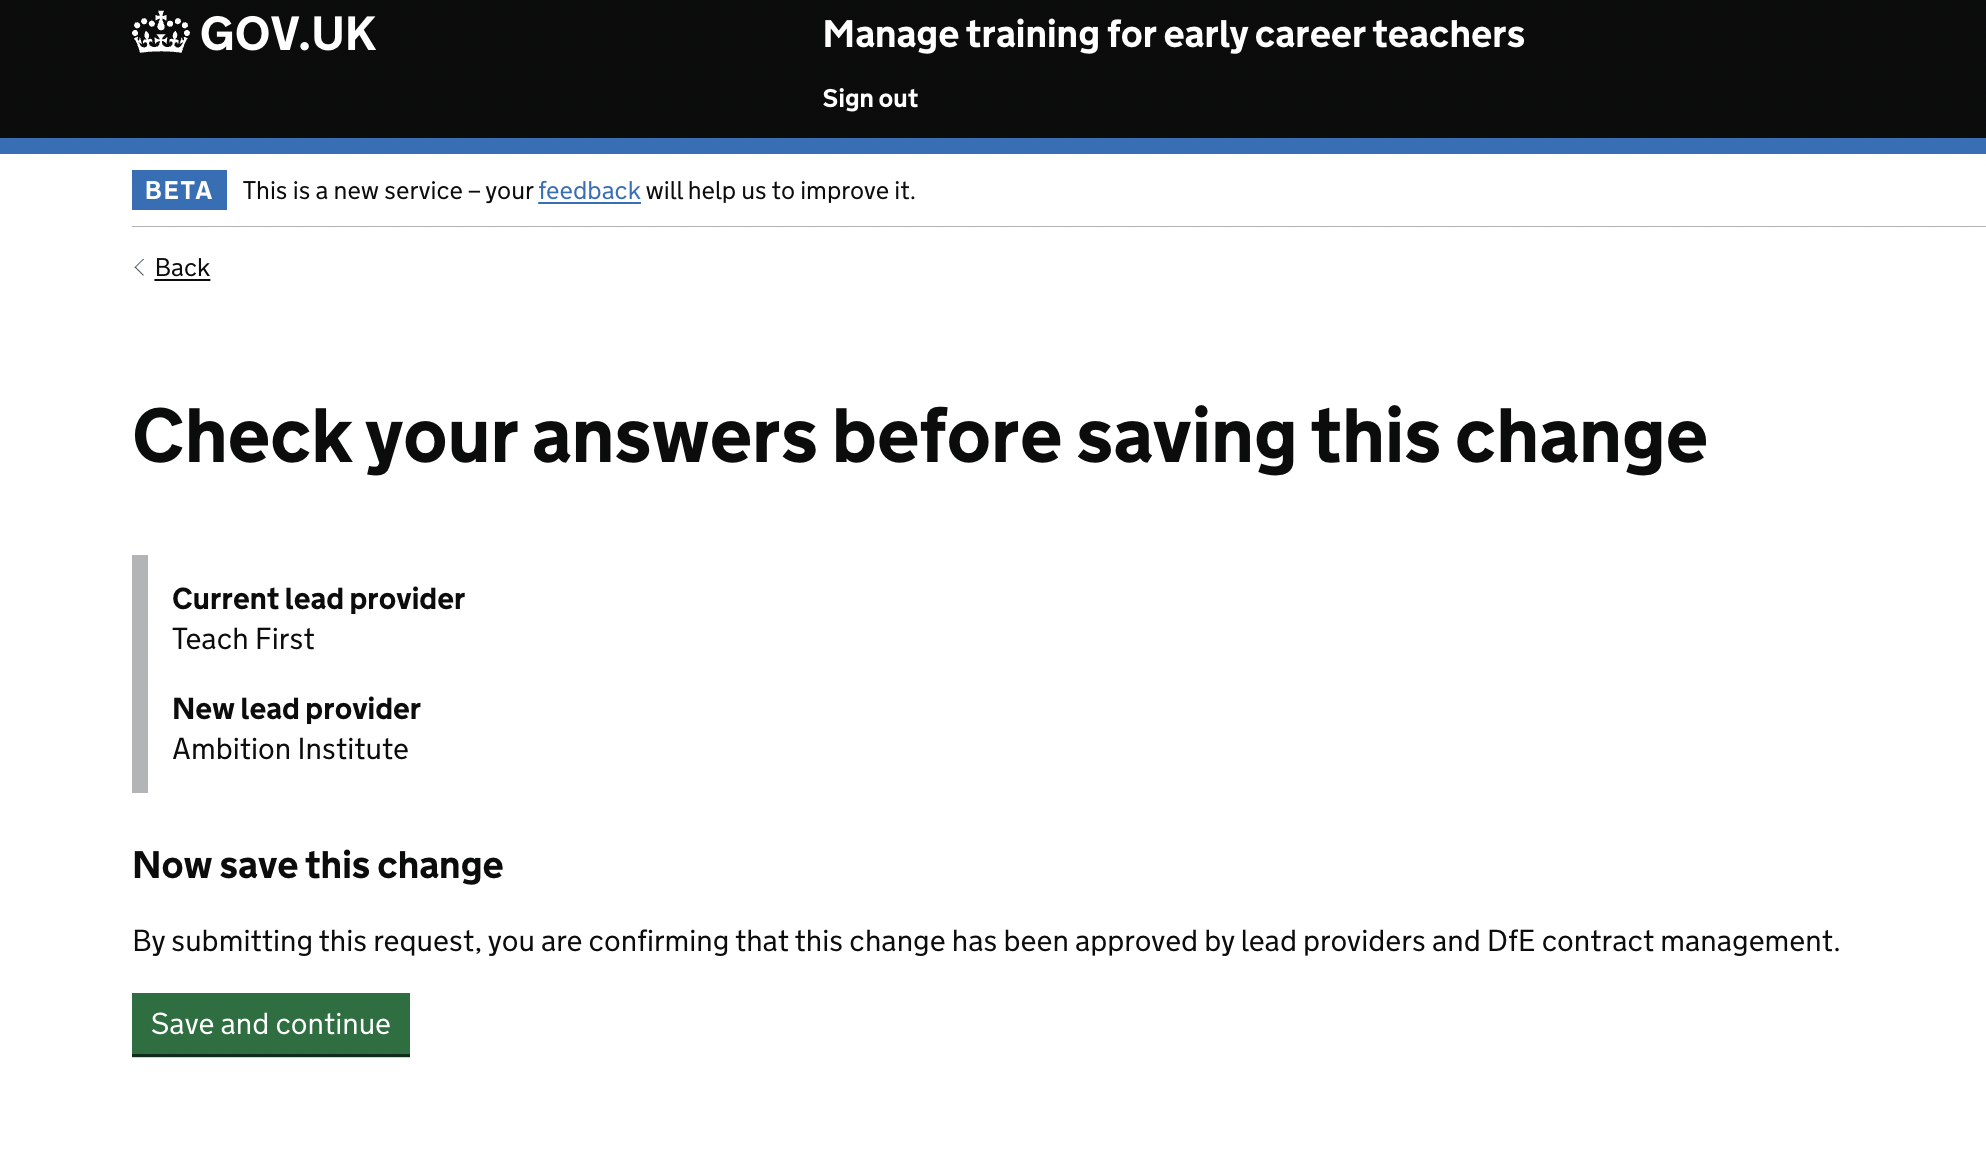 GOV.UK
Manage training for early career teachers
Sign out
BETA This is a new service – your feedback will help us to improve it.
Back
Check your answers before saving this change
Current lead provider
Teach First
New lead provider
Ambition Institute
Now save this change
By submitting this request, you are confirming that this change has been approved by lead providers and DfE contract management.
Save and continue